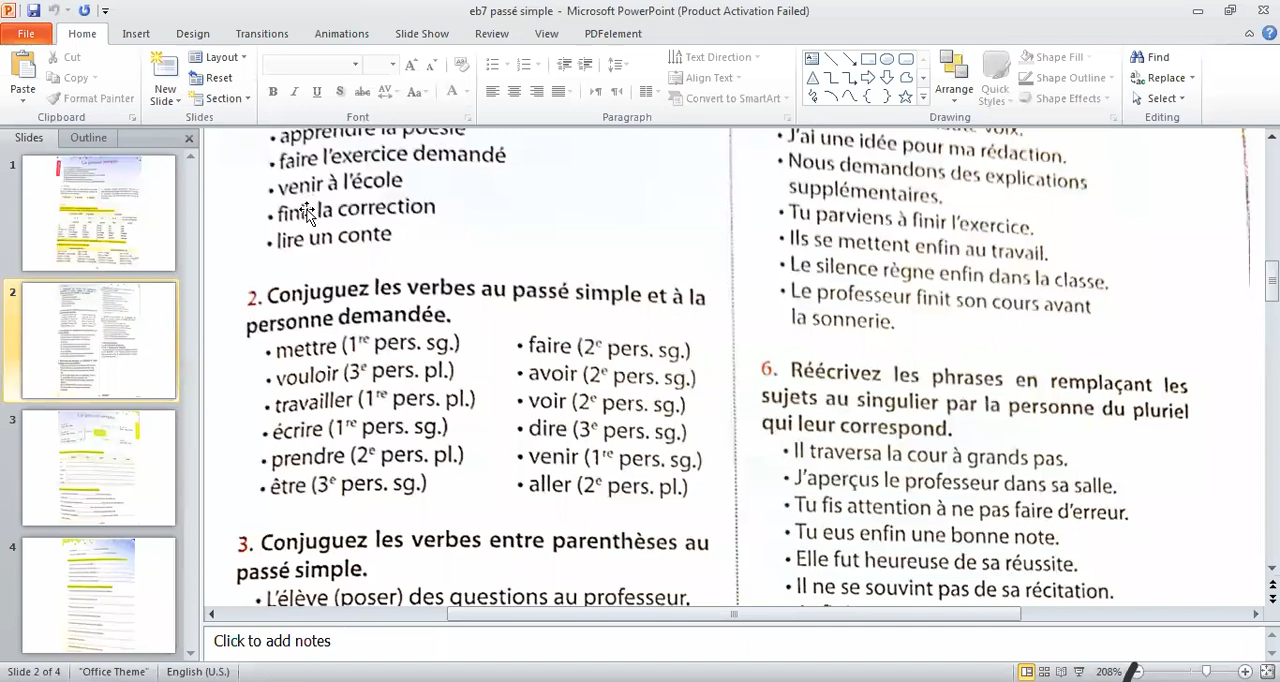 eb7 passé simple - Microsoft PowerPoint (Product Activation Failed)
File Home Insert Design Transitions Animations Slide Show Review View PDFelement
Paste
Cut
Copy
Format Painter
Clipboard
New
Slide
Layout
Reset
Section
Slides
B I U S abc AV Aa A
Font
Paragraph
Text Direction
Align Text
Convert to SmartArt
Drawing
Arrange
Quick
Styles
Shape Fill
Shape Outline
Shape Effects
Find
Replace
Select
Editing
Slides Outline
1
2
3
4
• apprendre la poésie
• faire l'exercice demandé
• venir à l'école
• finir la correction
• lire un conte
2. Conjuguez les verbes au passé simple et à la
personne demandée.
mettre (1re pers. sg.)
• vouloir (3e pers. pl.)
• travailler (1re pers. pl.)
• écrire (1re pers. sg.)
• prendre (2e pers. pl.)
• être (3e pers. sg.)
• faire (2e pers. sg.)
• avoir (2e pers. sg.)
• voir (2e pers. sg.)
• dire (3e pers. sg.)
• venir (1re pers. sg.)
• aller (2e pers. pl.)
3. Conjuguez les verbes entre parenthèses au
passé simple.
• L'élève (poser) des questions au professeur.
voix.
• J'ai une idée pour ma rédaction.
• Nous demandons des explications
supplémentaires.
• Tu parviens à finir l'exercice.
• Ils se mettent enfin au travail.
• Le silence règne enfin dans la classe.
• Le professeur finit son cours avant
la sonnerie.
6. Réécrivez les phrases en remplaçant les
sujets au singulier par la personne du pluriel
qui leur correspond.
• Il traversa la cour à grands pas.
• J'aperçus le professeur dans sa salle.
• Tu fis attention à ne pas faire d'erreur.
• Tu eus enfin une bonne note.
• Elle fut heureuse de sa réussite.
• Il ne se souvint pas de sa récitation.
Click to add notes
Slide 2 of 4 "Office Theme" English (U.S.) 208%